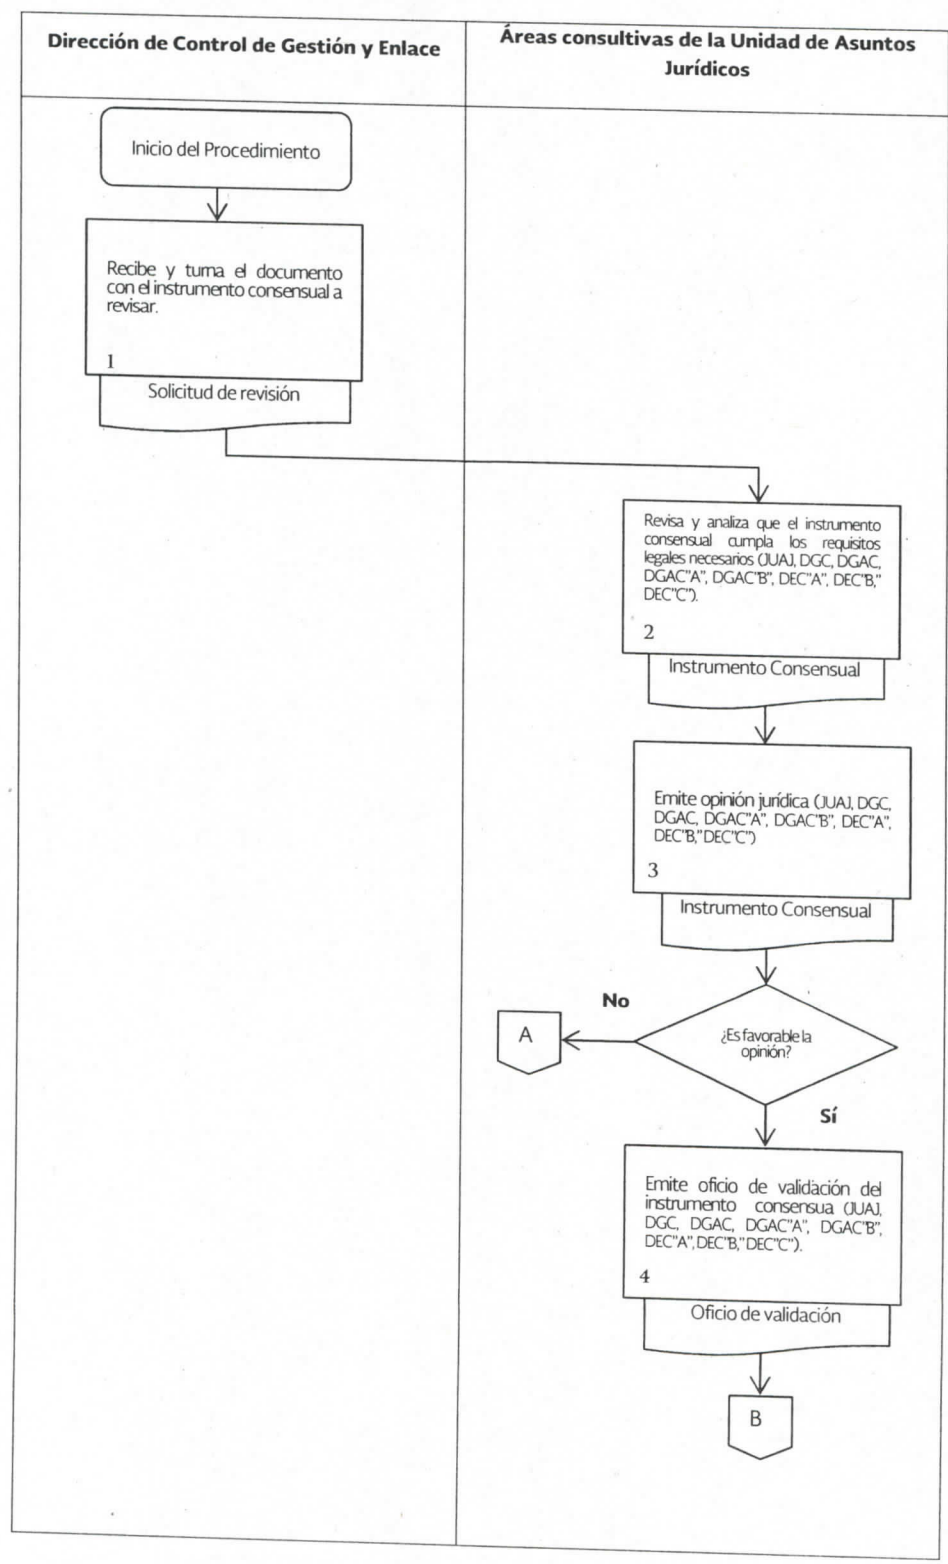 Dirección de Control de Gestión y Enlace
Áreas consultivas de la Unidad de Asuntos
Jurídicos
Inicio del Procedimiento
Recibe y turna el documento
con el instrumento consensual a
revisar.
1
Solicitud de revisión
Revisa y analiza que el instrumento
consensual cumpla los requisitos
legales necesarios (JUAJ, DGC, DGAC,
DGAC"A", DGAC"B", DEC"A", DEC"B,"
DEC"C").
2
Instrumento Consensual
Emite opinión jurídica (JUAJ, DGC,
DGAC, DGAC"A", DGAC"B", DEC"A",
DEC"B,"DEC"C")
3
Instrumento Consensual
¿Es favorable la
opinión?
No
A
Sí
Emite oficio de validación del
instrumento consensua (JUAJ,
DGC, DGAC, DGAC"A", DGAC"B",
DEC"A", DEC"B,"DEC"C").
4
Oficio de validación
B